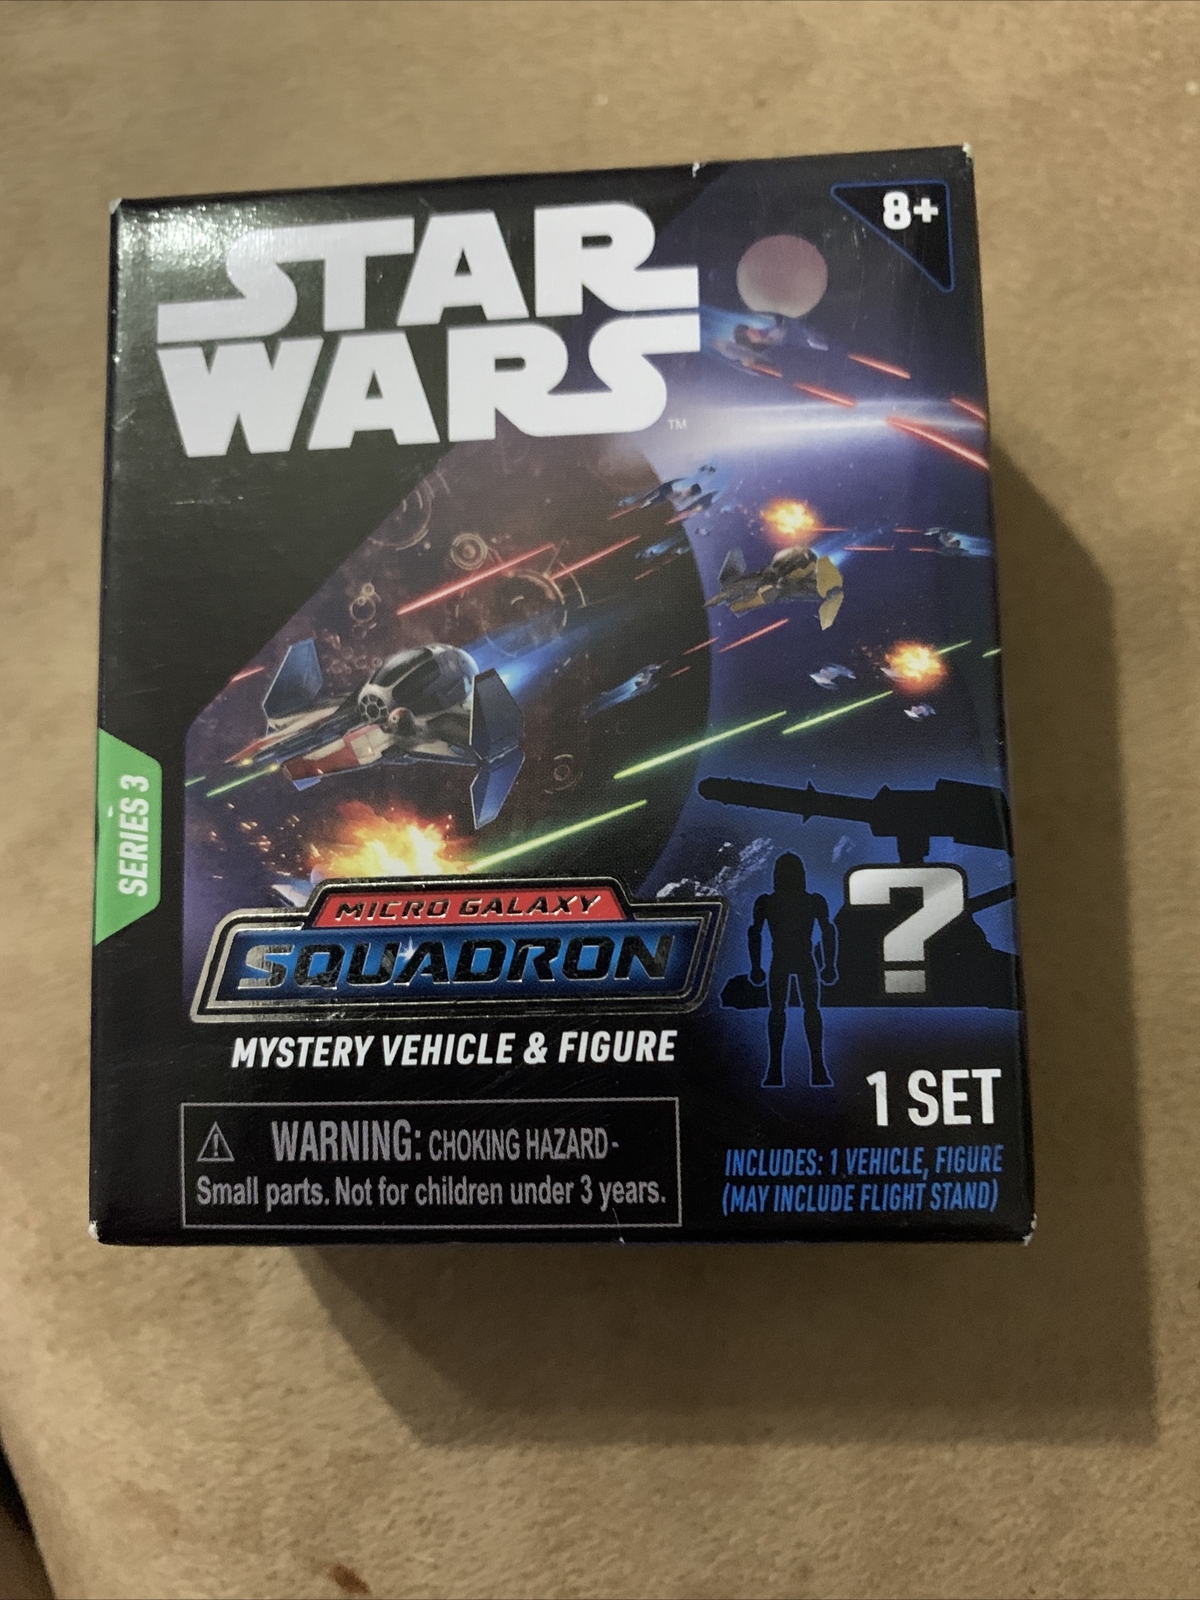 8+
STAR
WARS
TM
SERIES 3
MICRO GALAXY
SQUADRON
MYSTERY VEHICLE & FIGURE
?
1 SET
INCLUDES: 1 VEHICLE, FIGURE
(MAY INCLUDE FLIGHT STAND)
WARNING: CHOKING HAZARD-
Small parts. Not for children under 3 years.